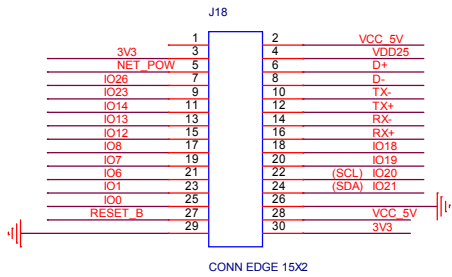 J18
1 2 VCC_5V
3V3 3 4 VDD25
NET_POW 5 6 D+
IO26 7 8 D-
IO23 9 10 TX-
IO14 11 12 TX+
IO13 13 14 RX-
IO12 15 16 RX+
IO8 17 18 IO18
IO7 19 20 IO19
IO6 21 22 (SCL) IO20
IO1 23 24 (SDA) IO21
IO0 25 26
RESET_B 27 28 VCC_5V
29 30 3V3
CONN EDGE 15X2